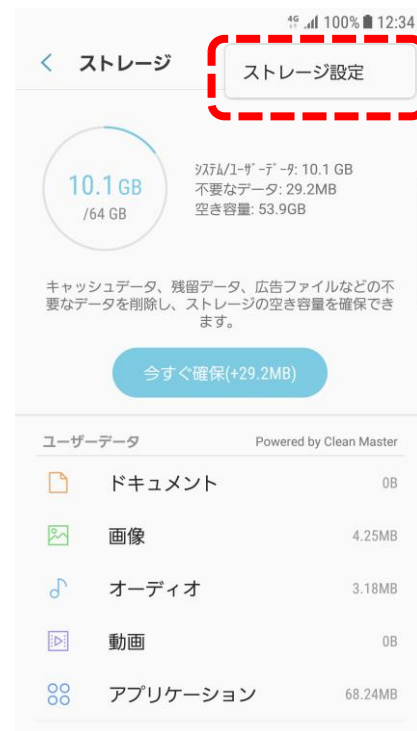 4G 100% 12:34
ストレージ
ストレージ設定
10.1 GB
/64 GB
ｼｽﾃﾑ/ﾕｰｻﾞｰﾃﾞｰﾀ: 10.1 GB
不要なデータ: 29.2MB
空き容量: 53.9GB
キャッシュデータ、残留データ、広告ファイルなどの不
要なデータを削除し、ストレージの空き容量を確保でき
ます。
今すぐ確保(+29.2MB)
ユーザーデータ Powered by Clean Master
ドキュメント 0B
画像 4.25MB
オーディオ 3.18MB
動画 0B
アプリケーション 68.24MB